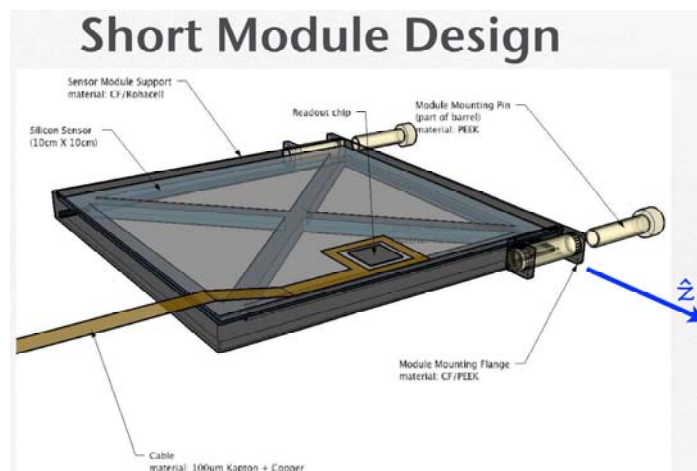 Short Module Design
Sensor Module Support
material: CF/Rohacell
Readout chip
Module Mounting Pin
(part of barrel)
material: PEEK
Silicon Sensor
(10cm X 10cm)
ẑ
Module Mounting Flange
material: CF/PEEK
Cable
material: 100um Kapton + Copper